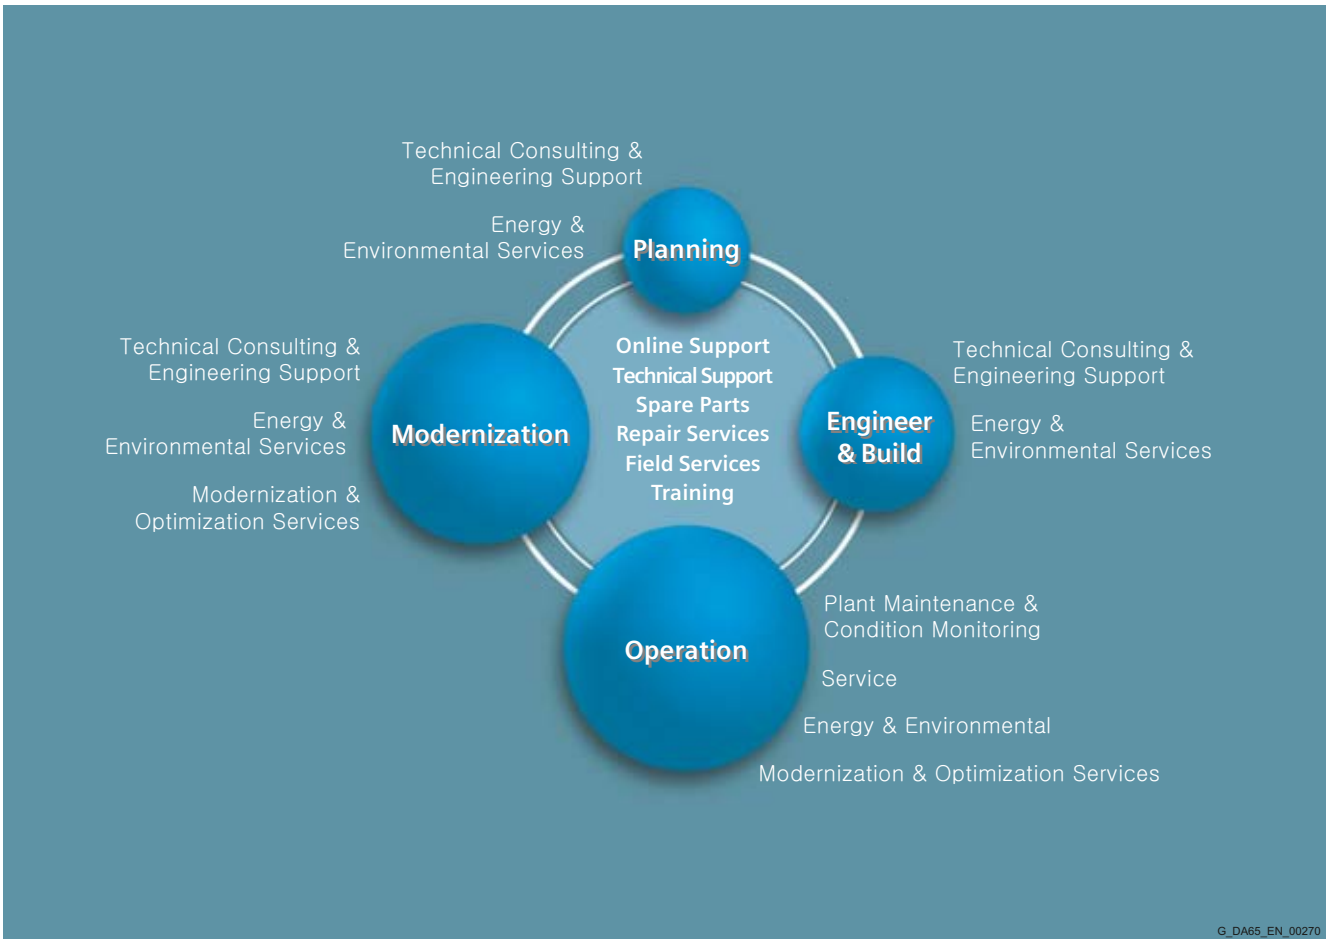 Technical Consulting &
Engineering Support
Energy &
Environmental Services
Planning
Technical Consulting &
Engineering Support
Energy &
Environmental Services
Modernization &
Optimization Services
Modernization
Online Support
Technical Support
Spare Parts
Repair Services
Field Services
Training
Engineer
& Build
Technical Consulting &
Engineering Support
Energy &
Environmental Services
Operation
Plant Maintenance &
Condition Monitoring
Service
Energy & Environmental
Modernization & Optimization Services
G_DA65_EN_00270